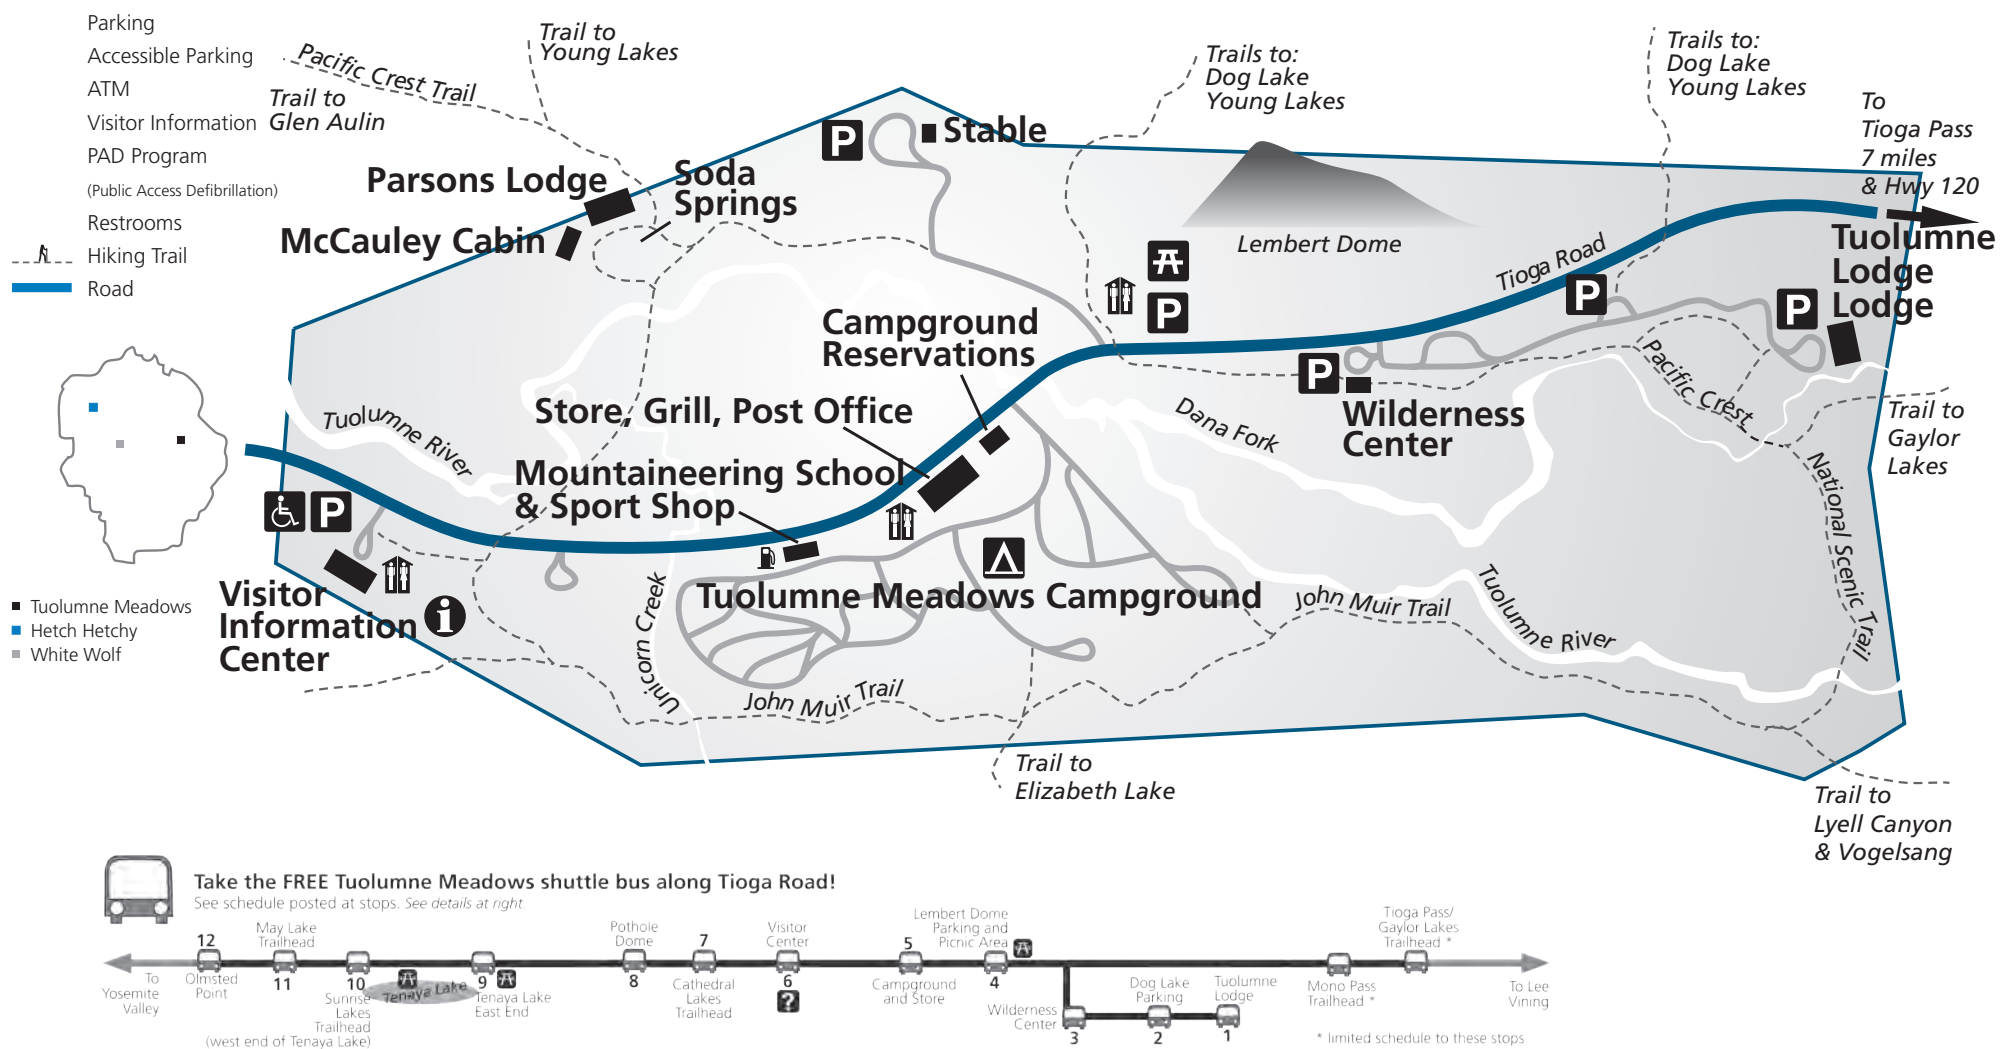 Parking
Accessible Parking
ATM
Visitor Information
PAD Program
(Public Access Defibrillation)
Restrooms
Hiking Trail
Road
Pacific Crest Trail
Trail to
Glen Aulin
Trail to
Young Lakes
Trails to:
Dog Lake
Young Lakes
Trails to:
Dog Lake
Young Lakes
To
Tioga Pass
7 miles
& Hwy 120
P
Stable
Parsons Lodge
Soda
Springs
McCauley Cabin
Lembert Dome
Tioga Road
Tuolumne
Lodge
Lodge
P
P
P
Campground
Reservations
P
Wilderness
Center
Pacific Crest
National Scenic Trail
Trail to
Gaylor
Lakes
Store, Grill, Post Office
Dana Fork
Tuolumne River
Mountaineering School
& Sport Shop
P
Visitor
Information
Center
i
Tuolumne Meadows Campground
Unicorn Creek
John Muir Trail
John Muir Trail
Tuolumne River
Trail to
Elizabeth Lake
Trail to
Lyell Canyon
& Vogelsang
Tuolumne Meadows
Hetch Hetchy
White Wolf
Take the FREE Tuolumne Meadows shuttle bus along Tioga Road!
See schedule posted at stops. See details at right.
To
Yosemite
Valley
12
Olmsted
Point
May Lake
Trailhead
11
10
Sunrise
Lakes
Trailhead
(west end of Tenaya Lake)
Tenaya Lake
9
Tenaya Lake
East End
Pothole
Dome
8
7
Cathedral
Lakes
Trailhead
Visitor
Center
6
?
5
Campground
and Store
Lembert Dome
Parking and
Picnic Area
4
Wilderness
Center
3
Dog Lake
Parking
2
Tuolumne
Lodge
1
Mono Pass
Trailhead *
Tioga Pass/
Gaylor Lakes
Trailhead *
To Lee
Vining
* limited schedule to these stops